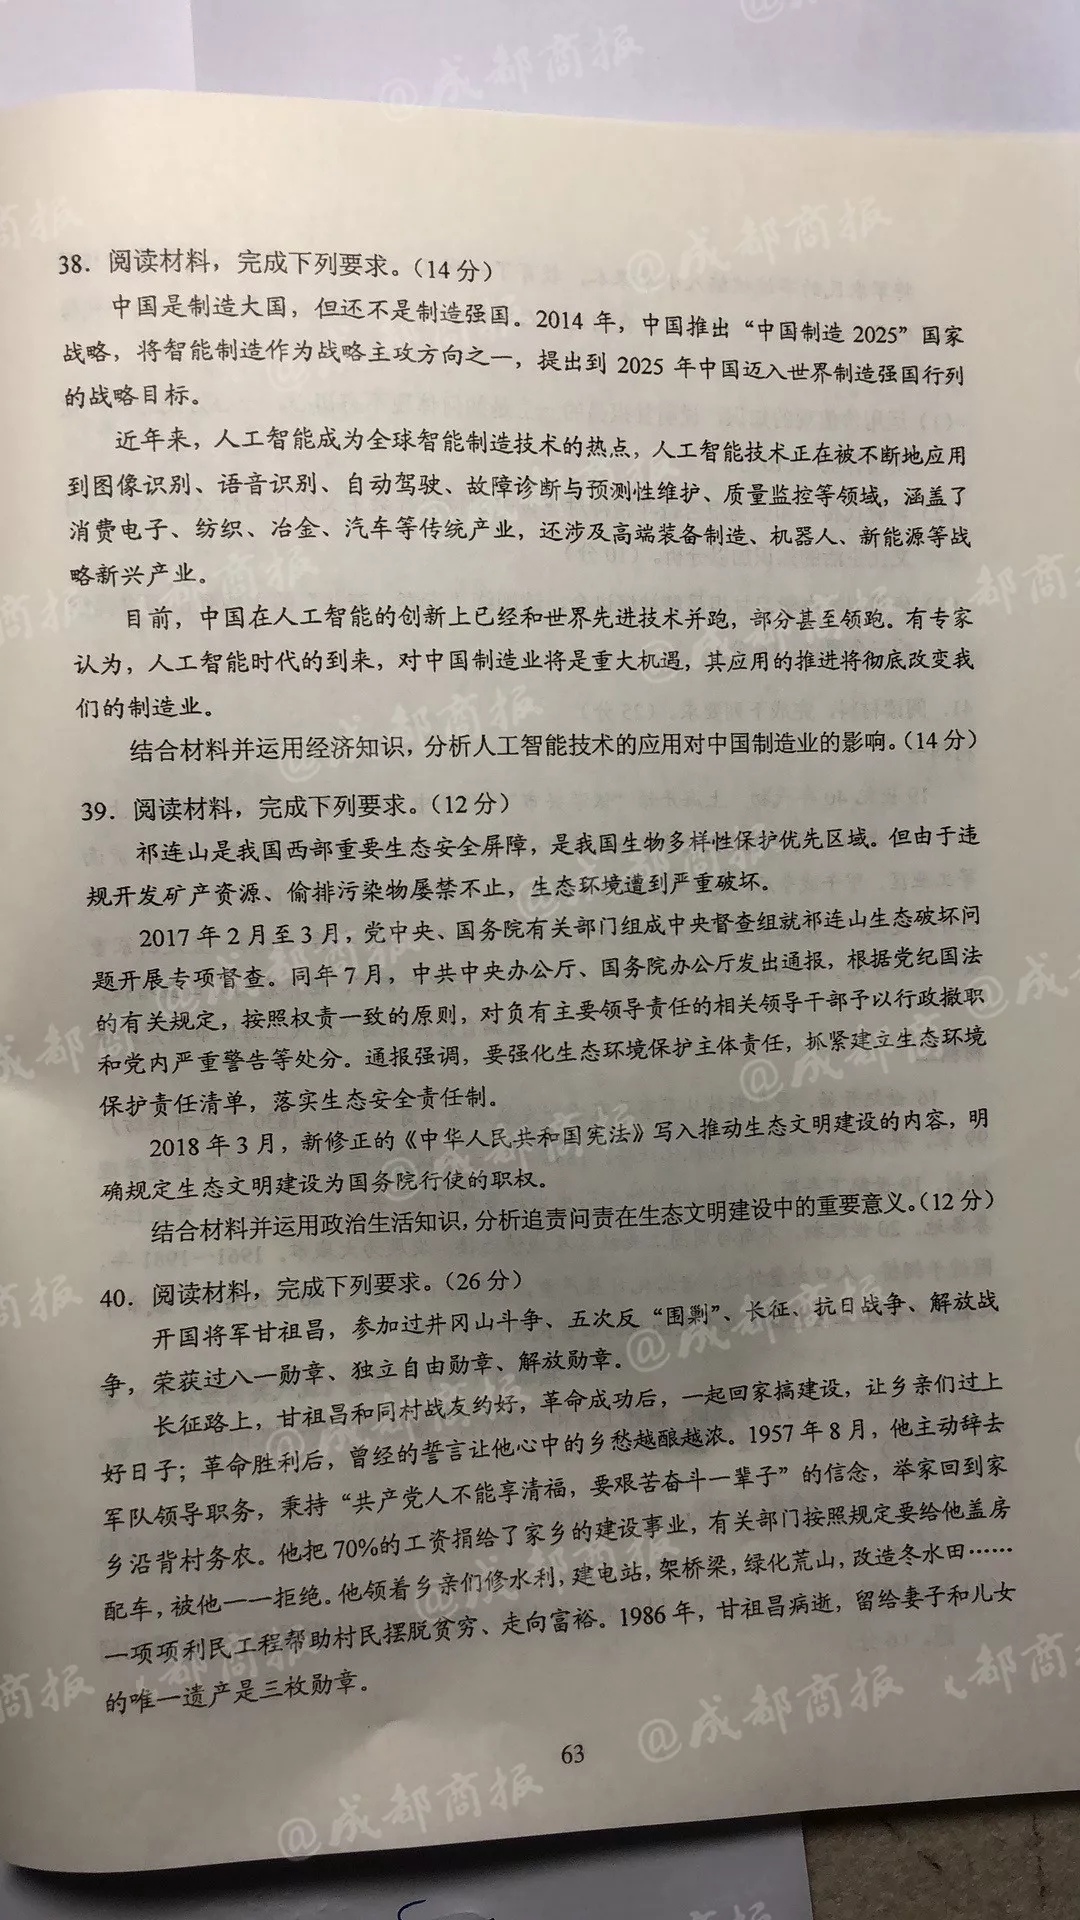 38. 阅读材料，完成下列要求。（14分）
中国是制造大国，但还不是制造强国。2014年，中国推出“中国制造2025”国家
战略，将智能制造作为战略主攻方向之一，提出到2025年中国迈入世界制造强国行列
的战略目标。
近年来，人工智能成为全球智能制造技术的热点，人工智能技术正在被不断地应用
到图像识别、语音识别、自动驾驶、故障诊断与预测性维护、质量监控等领域，涵盖了
消费电子、纺织、冶金、汽车等传统产业，还涉及高端装备制造、机器人、新能源等战
略新兴产业。
目前，中国在人工智能的创新上已经和世界先进技术并跑，部分甚至领跑。有专家
认为，人工智能时代的到来，对中国制造业将是重大机遇，其应用的推进将彻底改变我
们的制造业。
结合材料并运用经济知识，分析人工智能技术的应用对中国制造业的影响。（14分）
39. 阅读材料，完成下列要求。（12分）
祁连山是我国西部重要生态安全屏障，是我国生物多样性保护优先区域。但由于违
规开发矿产资源、偷排污染物屡禁不止，生态环境遭到严重破坏。
2017年2月至3月，党中央、国务院有关部门组成中央督查组就祁连山生态破坏问
题开展专项督查。同年7月，中共中央办公厅、国务院办公厅发出通报，根据党纪国法
的有关规定，按照权责一致的原则，对负有主要领导责任的相关领导干部予以行政撤职
和党内严重警告等处分。通报强调，要强化生态环境保护主体责任，抓紧建立生态环境
保护责任清单，落实生态安全责任制。
2018年3月，新修正的《中华人民共和国宪法》写入推动生态文明建设的内容，明
确规定生态文明建设为国务院行使的职权。
结合材料并运用政治生活知识，分析追责问责在生态文明建设中的重要意义。（12分）
40. 阅读材料，完成下列要求。（26分）
开国将军甘祖昌，参加过井冈山斗争、五次反“围剿”、长征、抗日战争、解放战
争，荣获过八一勋章、独立自由勋章、解放勋章。
长征路上，甘祖昌和同村战友约好，革命成功后，一起回家搞建设，让乡亲们过上
好日子；革命胜利后，曾经的誓言让他心中的乡愁越酿越浓。1957年8月，他主动辞去
军队领导职务，秉持“共产党人不能享清福，要艰苦奋斗一辈子”的信念，举家回到家
乡沿背村务农。他把70%的工资捐给了家乡的建设事业，有关部门按照规定要给他盖房
配车，被他一一拒绝。他领着乡亲们修水利，建电站，架桥梁，绿化荒山，改造冬水田……
一项项利民工程帮助村民摆脱贫穷、走向富裕。1986年，甘祖昌病逝，留给妻子和儿女
的唯一遗产是三枚勋章。
63
@成都商报